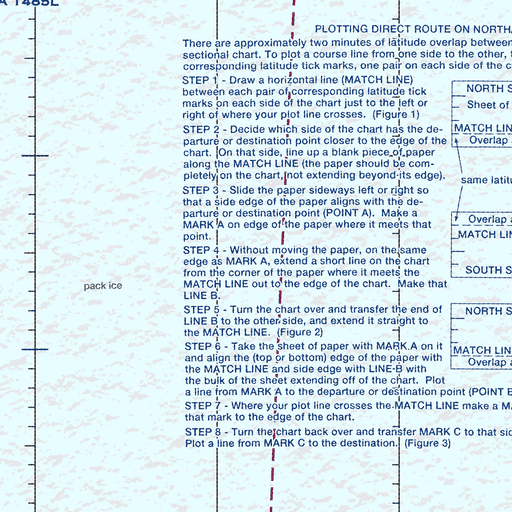 A 1485L
PLOTTING DIRECT ROUTE ON NORTH
There are approximately two minutes of latitude overlap between
sectional chart. To plot a course line from one side to the other,
corresponding latitude tick marks, one pair on each side of the c
STEP 1 - Draw a horizontal line (MATCH LINE)
between each pair of corresponding latitude tick
marks on each side of the chart just to the left or
right of where your plot line crosses. (Figure 1)
STEP 2 - Decide which side of the chart has the de-
parture or destination point closer to the edge of the
chart. On that side, line up a blank piece of paper
along the MATCH LINE (the paper should be com-
pletely on the chart, not extending beyond its edge).
STEP 3 - Slide the paper sideways left or right so
that a side edge of the paper aligns with the de-
parture or destination point (POINT A). Make a
MARK A on edge of the paper where it meets that
point.
STEP 4 - Without moving the paper, on the same
edge as MARK A, extend a short line on the chart
from the corner of the paper where it meets the
MATCH LINE out to the edge of the chart. Make that
LINE B.
STEP 5 - Turn the chart over and transfer the end of
LINE B to the other side, and extend it straight to
the MATCH LINE. (Figure 2)
STEP 6 - Take the sheet of paper with MARK A on it
and align the (top or bottom) edge of the paper with
the MATCH LINE and side edge with LINE B with
the bulk of the sheet extending off of the chart. Plot
a line from MARK A to the departure or destination point (POINT B
STEP 7 - Where your plot line crosses the MATCH LINE make a MA
that mark to the edge of the chart.
STEP 8 - Turn the chart back over and transfer MARK C to that sid
Plot a line from MARK C to the destination. (Figure 3)
NORTH S
Sheet of
MATCH LIN
Overlap a
same latitu
Overlap a
MATCH LIN
SOUTH S
NORTH S
MATCH LIN
Overlap a
pack ice